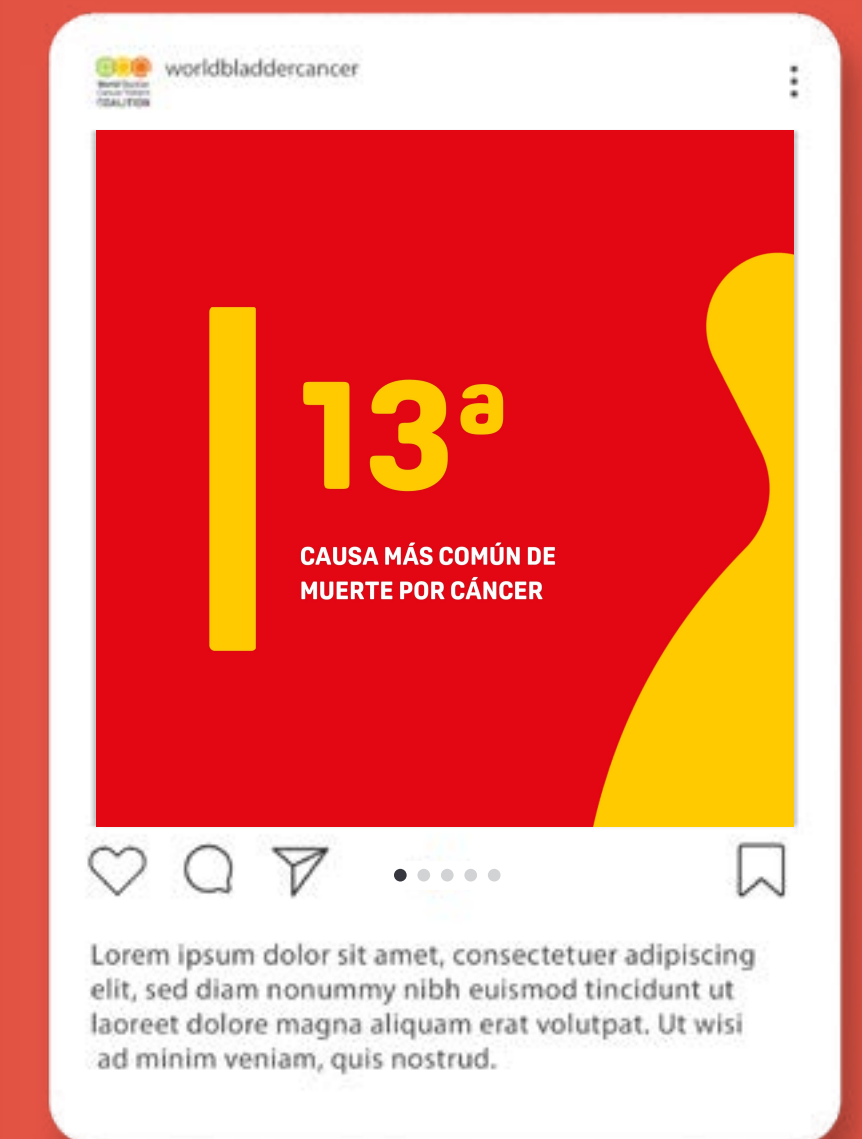 worldbladdercancer
COALITION
13ª
CAUSA MÁS COMÚN DE
MUERTE POR CÁNCER
Lorem ipsum dolor sit amet, consectetuer adipiscing
elit, sed diam nonummy nibh euismod tincidunt ut
laoreet dolore magna aliquam erat volutpat. Ut wisi
ad minim veniam, quis nostrud.